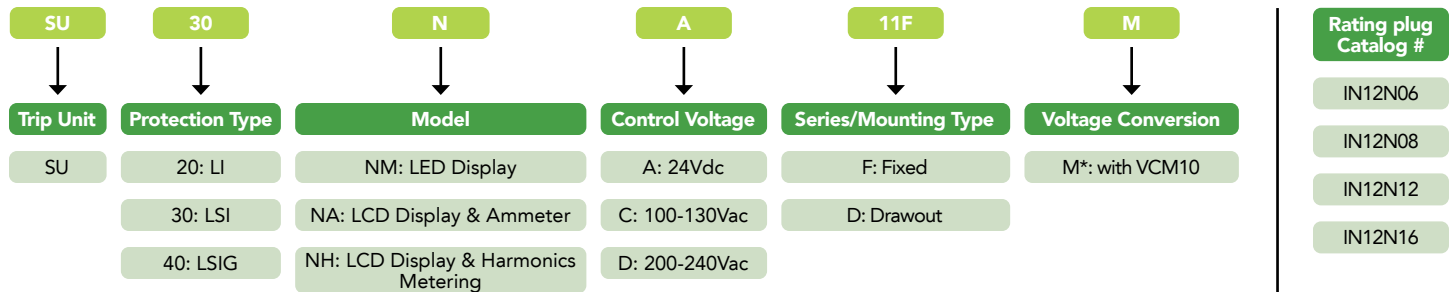 SU 30 N A 11F M
Rating plug
Catalog #
Trip Unit Protection Type Model Control Voltage Series/Mounting Type Voltage Conversion
IN12N06
SU 20: LI NM: LED Display A: 24Vdc F: Fixed M*: with VCM10
IN12N08
30: LSI NA: LCD Display & Ammeter C: 100-130Vac D: Drawout
IN12N12
40: LSIG NH: LCD Display & Harmonics
Metering D: 200-240Vac
IN12N16